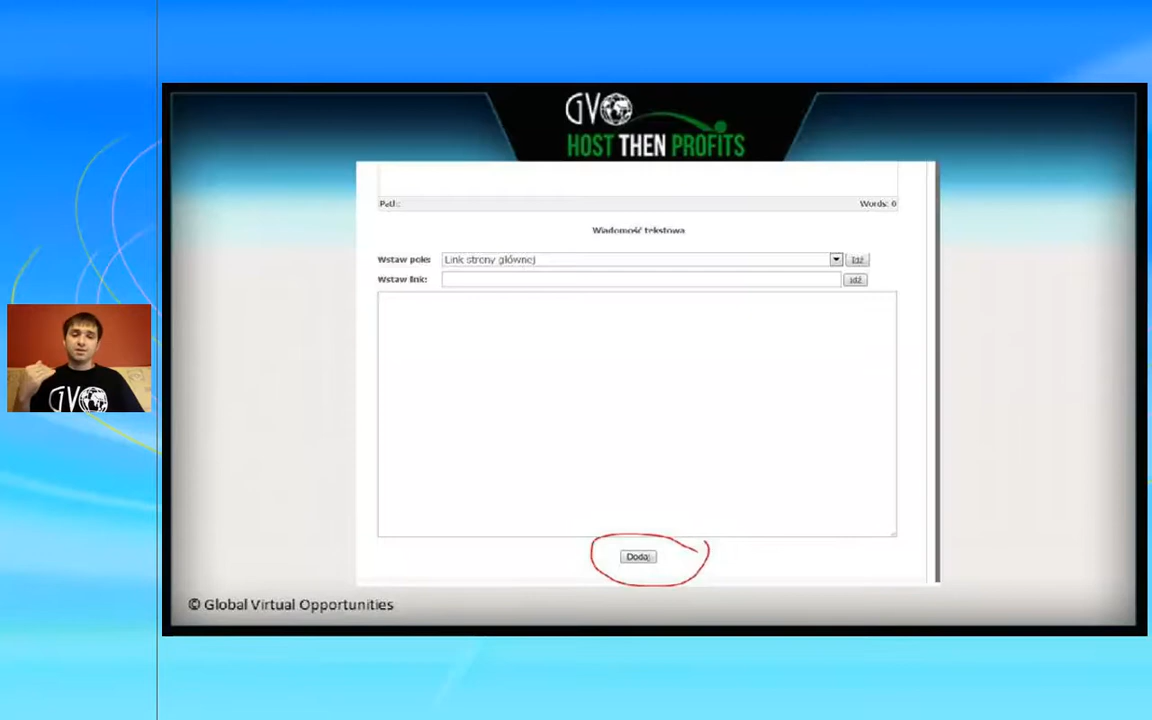 GVO
HOST THEN PROFITS
Path:
Words: 0
Wiadomość tekstowa
Wstaw pole:
Link strony głównej
Idź
Wstaw link:
Idź
Dodaj
© Global Virtual Opportunities
GVO